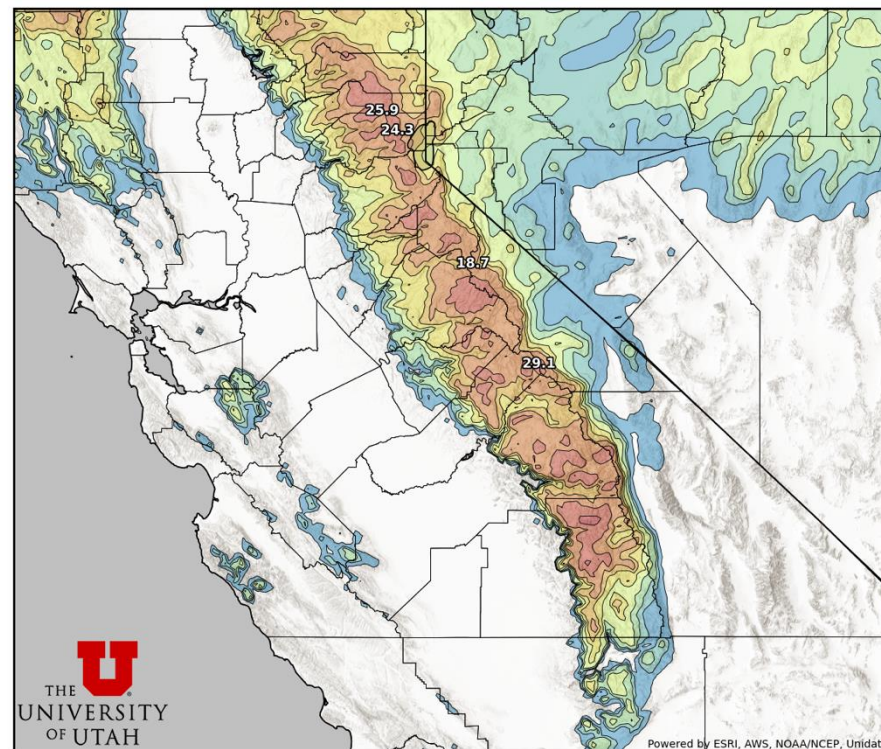 25.9
24.3
18.7
29.1
U
THE
UNIVERSITY
OF UTAH
Powered by ESRI, AWS, NOAA/NCEP, Unidat